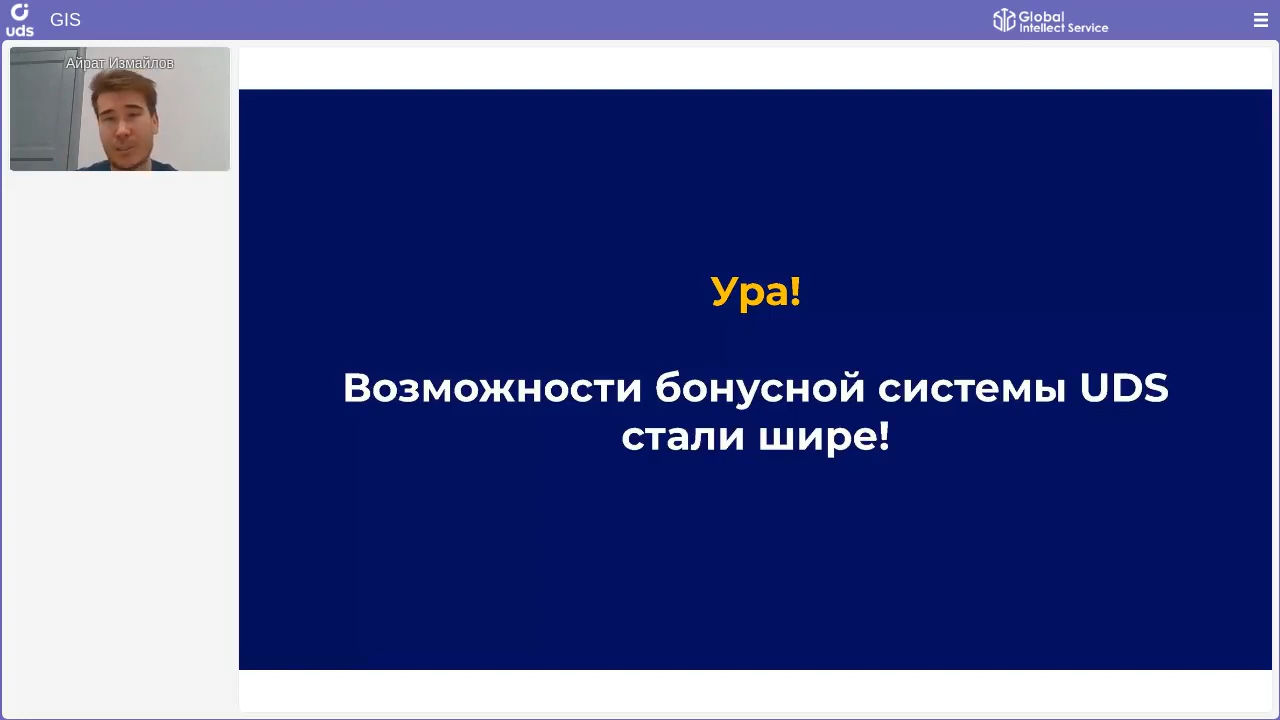 uds
GIS
Global
Intellect Service
Айрат Измайлов
Ура!
Возможности бонусной системы UDS
стали шире!